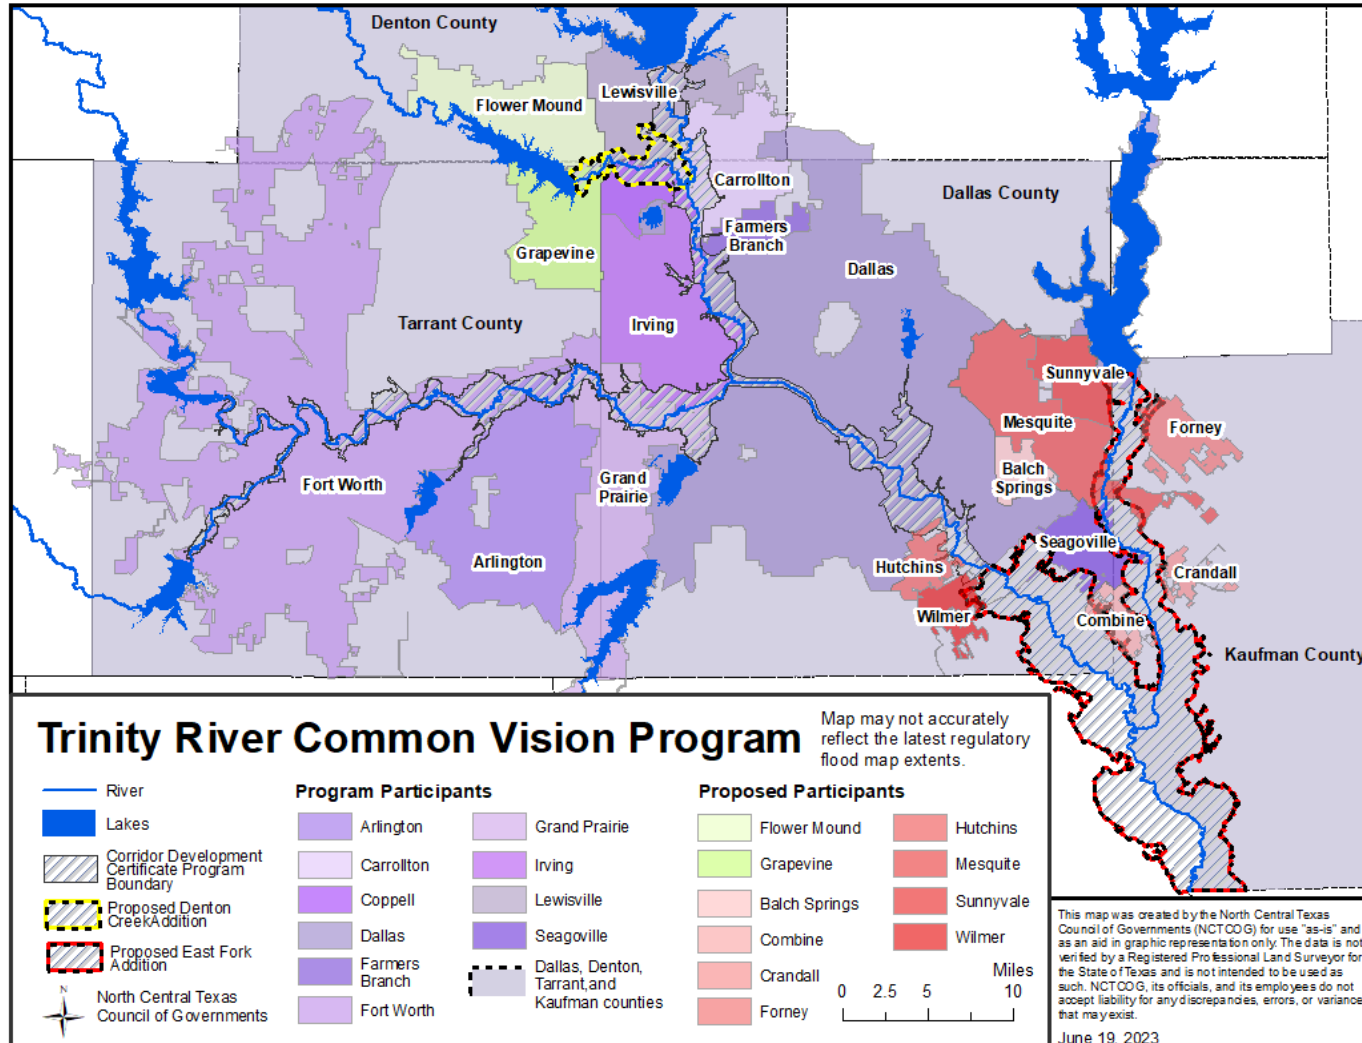 Denton County
Lewisville
Flower Mound
Carrollton
Dallas County
Farmers
Branch
Grapevine
Dallas
Tarrant County
Irving
Sunnyvale
Mesquite
Forney
Balch
Springs
Grand
Prairie
Fort Worth
Seagoville
Arlington
Hutchins
Crandall
Wilmer
Combine
Kaufman County
Trinity River Common Vision Program
Map may not accurately
reflect the latest regulatory
flood map extents.
River
Lakes
Corridor Development
Certificate Program
Boundary
Proposed Denton
CreekAddition
Proposed East Fork
Addition
N
North Central Texas
Council of Governments
Program Participants
Arlington
Carrollton
Coppell
Dallas
Farmers
Branch
Fort Worth
Grand Prairie
Irving
Lewisville
Seagoville
Dallas, Denton,
Tarrant,and
Kaufman counties
Proposed Participants
Flower Mound
Grapevine
Balch Springs
Combine
Crandall
Forney
Hutchins
Mesquite
Sunnyvale
Wilmer
Miles
0 2.5 5 10
This map was created by the North Central Texas
Council of Governments (NCTCOG) for use "as-is" and
as an aid in graphic representation only. The data is not
verified by a Registered Professional Land Surveyor for
the State of Texas and is not intended to be used as
such. NCTCOG, its officials, and its employees do not
accept liability for any discrepancies, errors, or variance
that may exist.
June 19, 2023